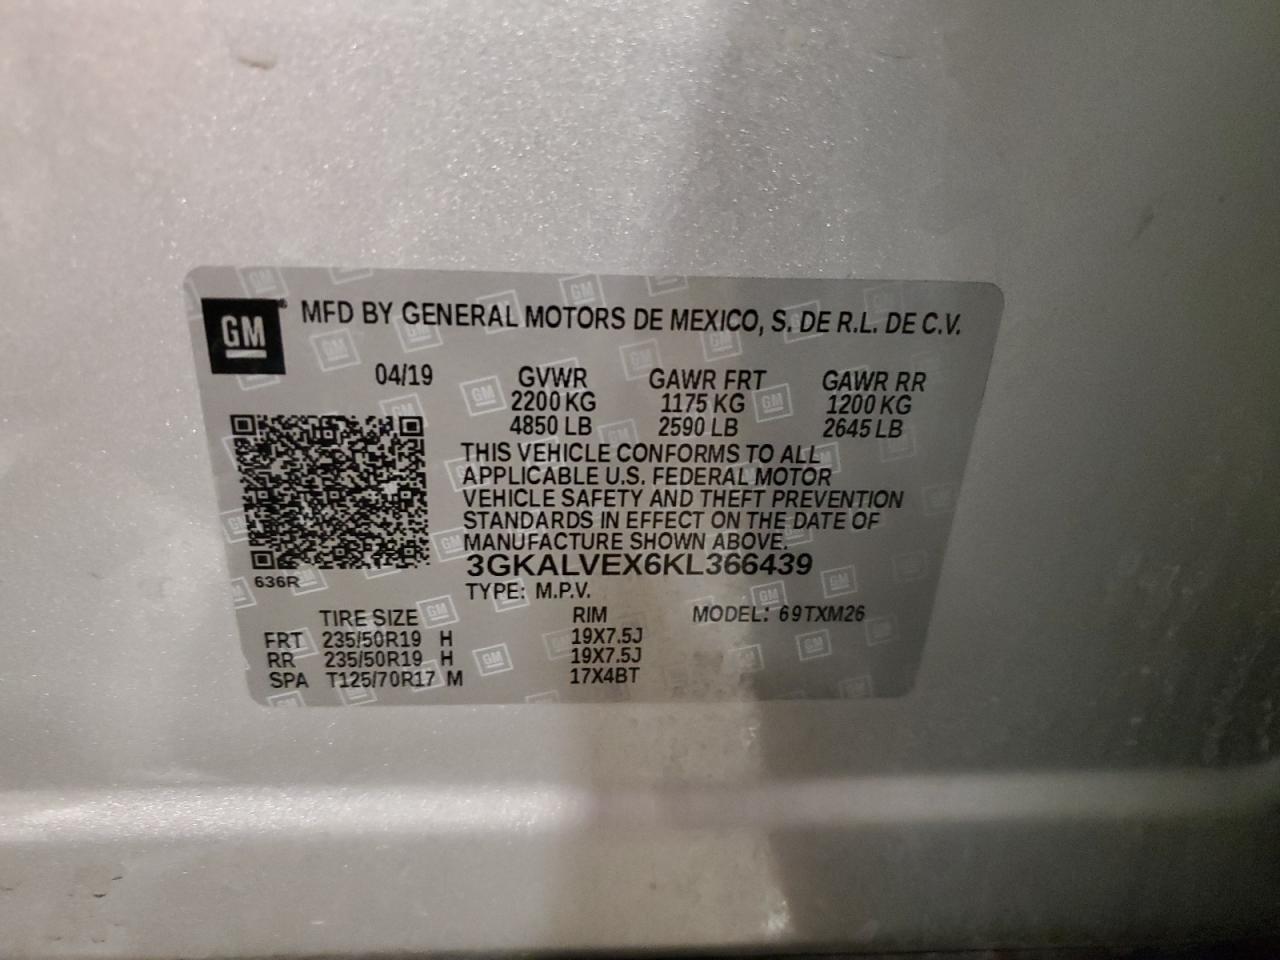 GM ® MFD BY GENERAL MOTORS DE MEXICO, S. DE R.L. DE C.V.
04/19 GVWR GAWR FRT GAWR RR
2200 KG 1175 KG 1200 KG
4850 LB 2590 LB 2645 LB
THIS VEHICLE CONFORMS TO ALL
APPLICABLE U.S. FEDERAL MOTOR
VEHICLE SAFETY AND THEFT PREVENTION
STANDARDS IN EFFECT ON THE DATE OF
MANUFACTURE SHOWN ABOVE.
3GKALVEX6KL366439
636R
TYPE: M.P.V.
TIRE SIZE RIM MODEL: 69TXM26
FRT 235/50R19 H 19X7.5J
RR 235/50R19 H 19X7.5J
SPA T125/70R17 M 17X4BT